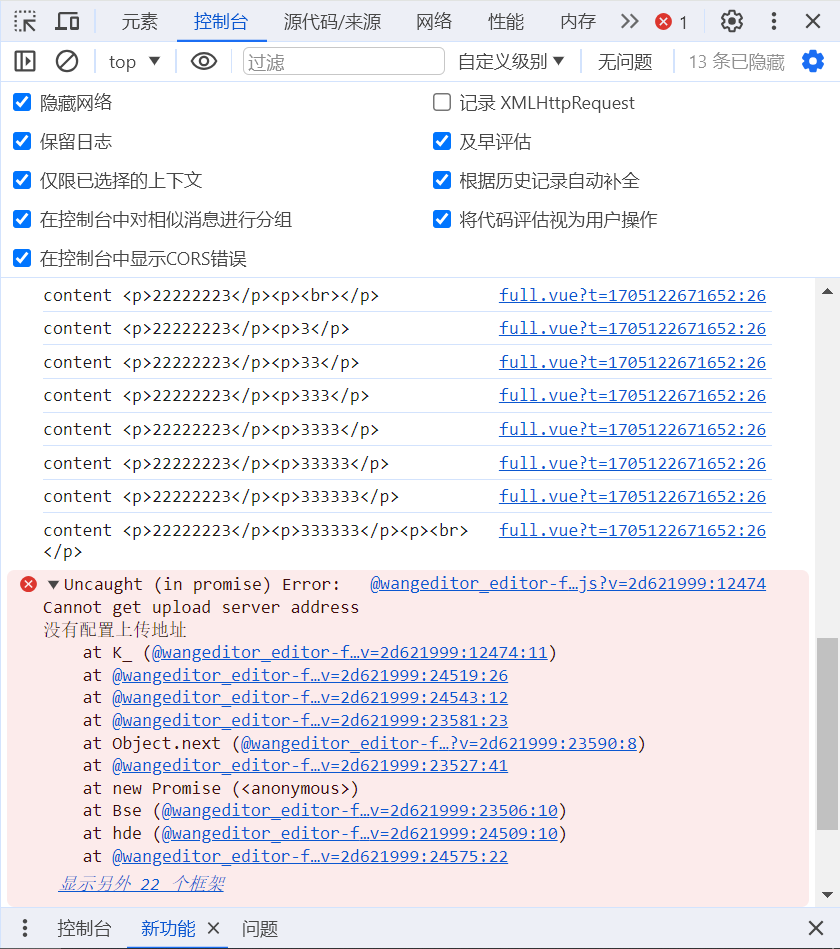 元素 控制台 源代码/来源 网络 性能 内存 1
top 过滤 自定义级别 无问题 13 条已隐藏
隐藏网络 记录 XMLHttpRequest
保留日志 及早评估
仅限已选择的上下文 根据历史记录自动补全
在控制台中对相似消息进行分组 将代码评估视为用户操作
在控制台中显示CORS错误
content <p>22222223</p><p><br></p> full.vue?t=1705122671652:26
content <p>22222223</p><p>3</p> full.vue?t=1705122671652:26
content <p>22222223</p><p>33</p> full.vue?t=1705122671652:26
content <p>22222223</p><p>333</p> full.vue?t=1705122671652:26
content <p>22222223</p><p>3333</p> full.vue?t=1705122671652:26
content <p>22222223</p><p>33333</p> full.vue?t=1705122671652:26
content <p>22222223</p><p>333333</p> full.vue?t=1705122671652:26
content <p>22222223</p><p>333333</p><p><br> full.vue?t=1705122671652:26
</p>
Uncaught (in promise) Error: @wangeditor_editor-f…js?v=2d621999:12474
Cannot get upload server address
没有配置上传地址
at K_ (@wangeditor_editor-f…v=2d621999:12474:11)
at @wangeditor_editor-f…v=2d621999:24519:26
at @wangeditor_editor-f…v=2d621999:24543:12
at @wangeditor_editor-f…v=2d621999:23581:23
at Object.next (@wangeditor_editor-f…?v=2d621999:23590:8)
at @wangeditor_editor-f…v=2d621999:23527:41
at new Promise (<anonymous>)
at Bse (@wangeditor_editor-f…v=2d621999:23506:10)
at hde (@wangeditor_editor-f…v=2d621999:24509:10)
at @wangeditor_editor-f…v=2d621999:24575:22
显示另外 22 个框架
控制台 新功能 问题